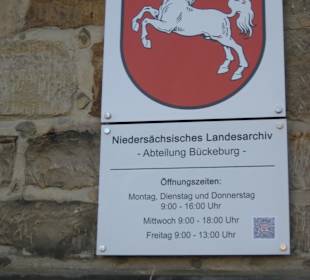 Niedersächsisches Landesarchiv
- Abteilung Bückeburg -
Öffnungszeiten:
Montag, Dienstag und Donnerstag
9:00 - 16:00 Uhr
Mittwoch 9:00 - 18:00 Uhr
Freitag 9:00 - 13:00 Uhr